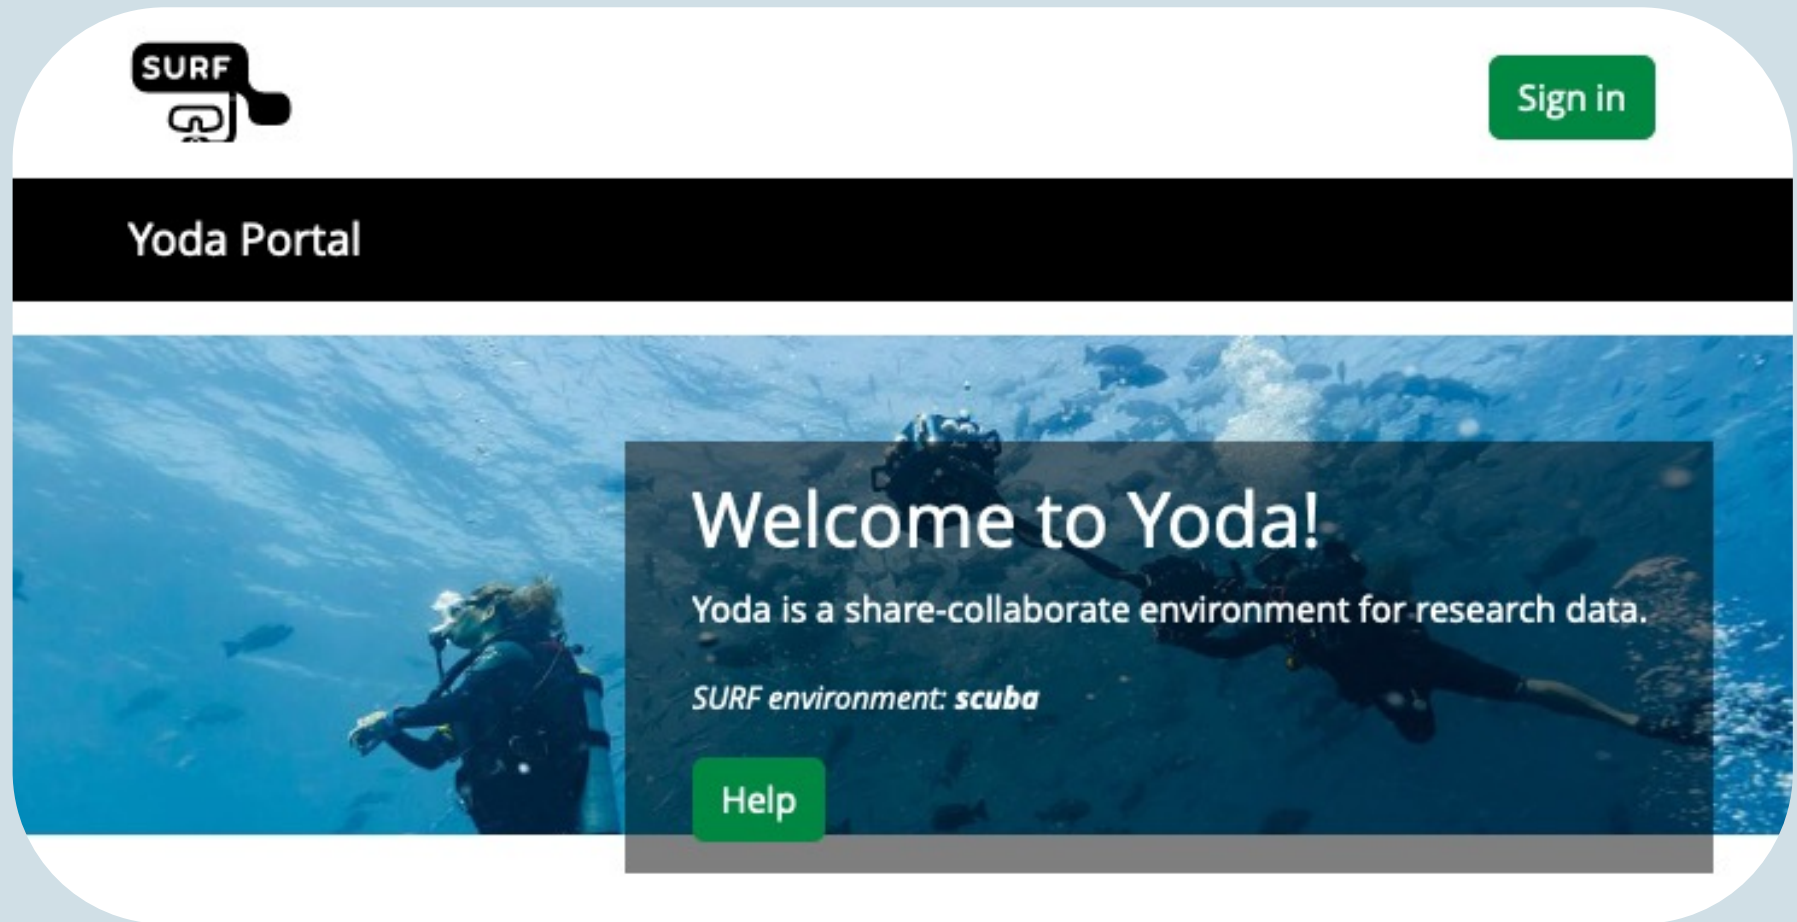 SURF
Sign in
Yoda Portal
Welcome to Yoda!
Yoda is a share-collaborate environment for research data.
SURF environment: scuba
Help